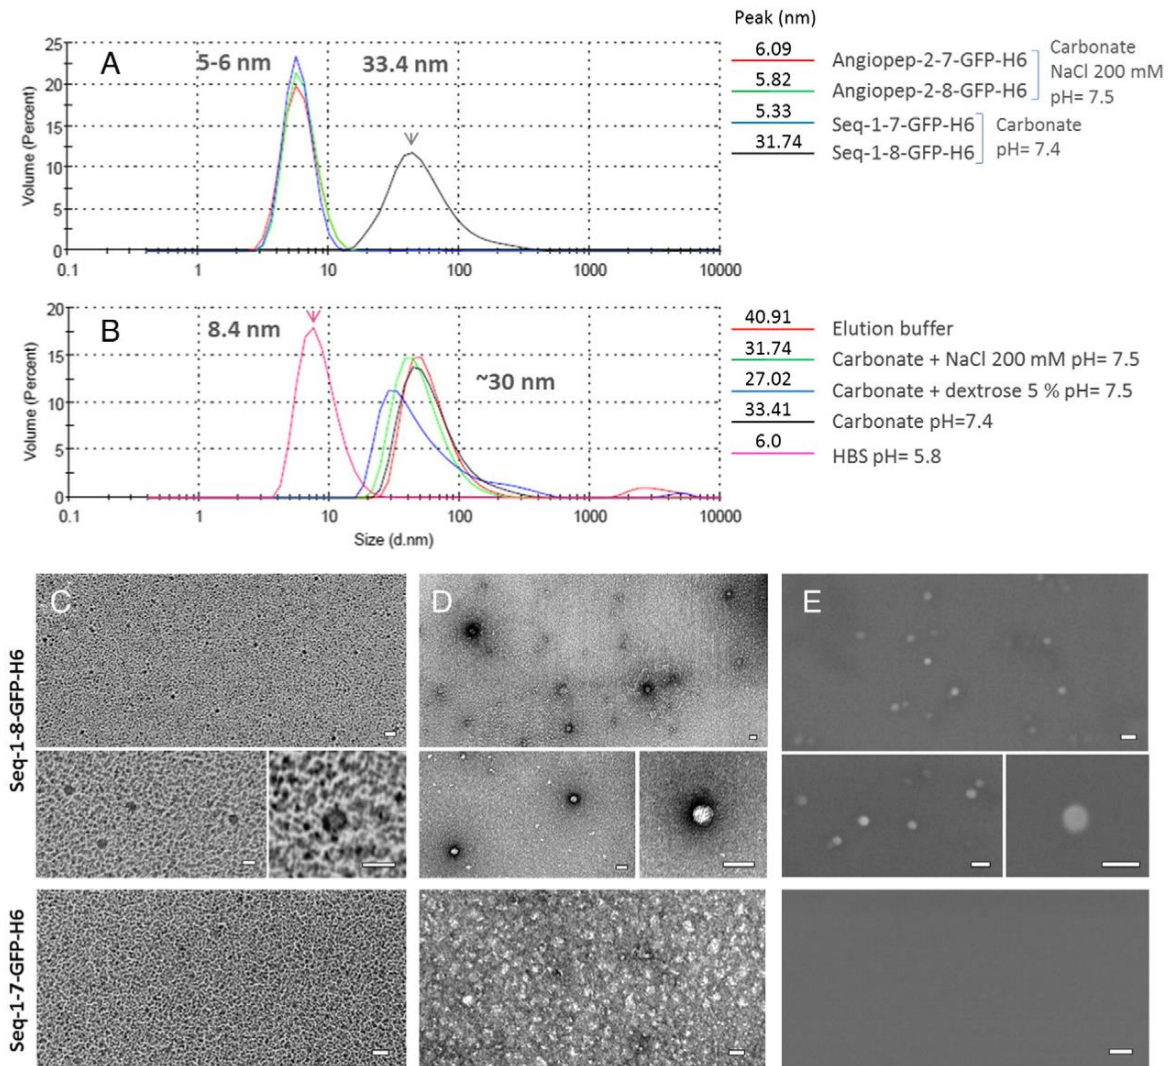 Peak (nm)
A
5-6 nm
33.4 nm
Volume (Percent)
25
20
15
10
5
0
0.1 1 10 100 1000 10000
6.09 Angiopep-2-7-GFP-H6
5.82 Angiopep-2-8-GFP-H6
Carbonate
NaCl 200 mM
pH= 7.5
5.33 Seq-1-7-GFP-H6
31.74 Seq-1-8-GFP-H6
Carbonate
pH= 7.4
B
8.4 nm
~30 nm
Volume (Percent)
20
15
10
5
0
0.1 1 10 100 1000 10000
Size (d.nm)
40.91 Elution buffer
31.74 Carbonate + NaCl 200 mM pH= 7.5
27.02 Carbonate + dextrose 5 % pH= 7.5
33.41 Carbonate pH=7.4
6.0 HBS pH= 5.8
Seq-1-8-GFP-H6
C
D
E
Seq-1-7-GFP-H6